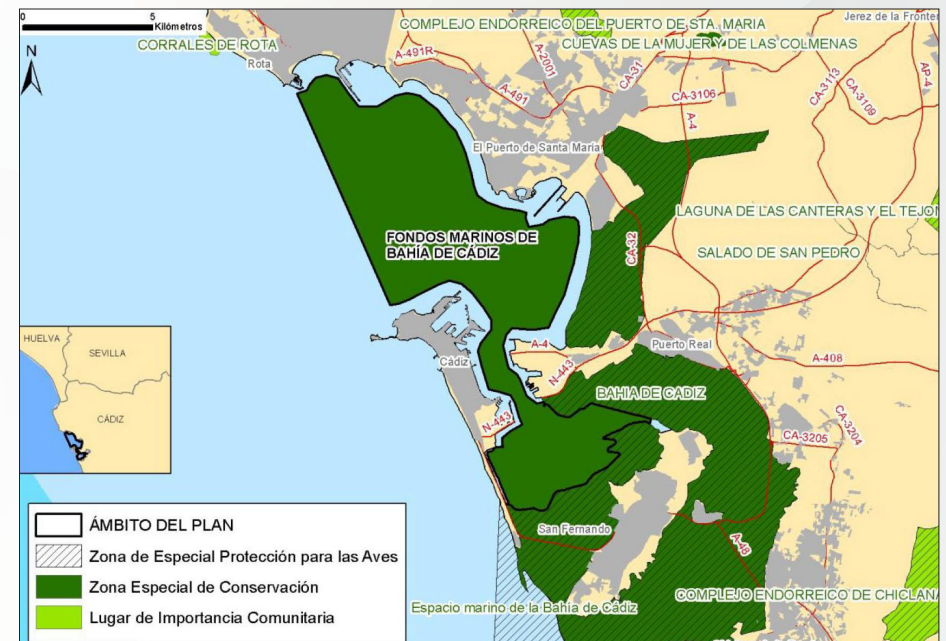 0 5
Kilómetros
COMPLEJO ENDORREICO DEL PUERTO DE STA. MARIA
Jerez de la Fronter
CORRALES DE ROTA
CUEVAS DE LA MUJER Y DE LAS COLMENAS
N
Rota
A-491R
A-2001
CA-31
A-491
CA-3106
A-4
CA-3113
CA-3109
AP-4
El Puerto de Santa María
LAGUNA DE LAS CANTERAS Y EL TEJON
FONDOS MARINOS DE
BAHÍA DE CÁDIZ
CA-32
SALADO DE SAN PEDRO
HUELVA
SEVILLA
CÁDIZ
Cádiz
A-4
N-443
Puerto Real
A-408
BAHIA DE CADIZ
N-443
CA-3205
CA-3204
San Fernando
A-48
Espacio marino de la Bahía de Cádiz
COMPLEJO ENDORREICO DE CHICLANA
ÁMBITO DEL PLAN
Zona de Especial Protección para las Aves
Zona Especial de Conservación
Lugar de Importancia Comunitaria